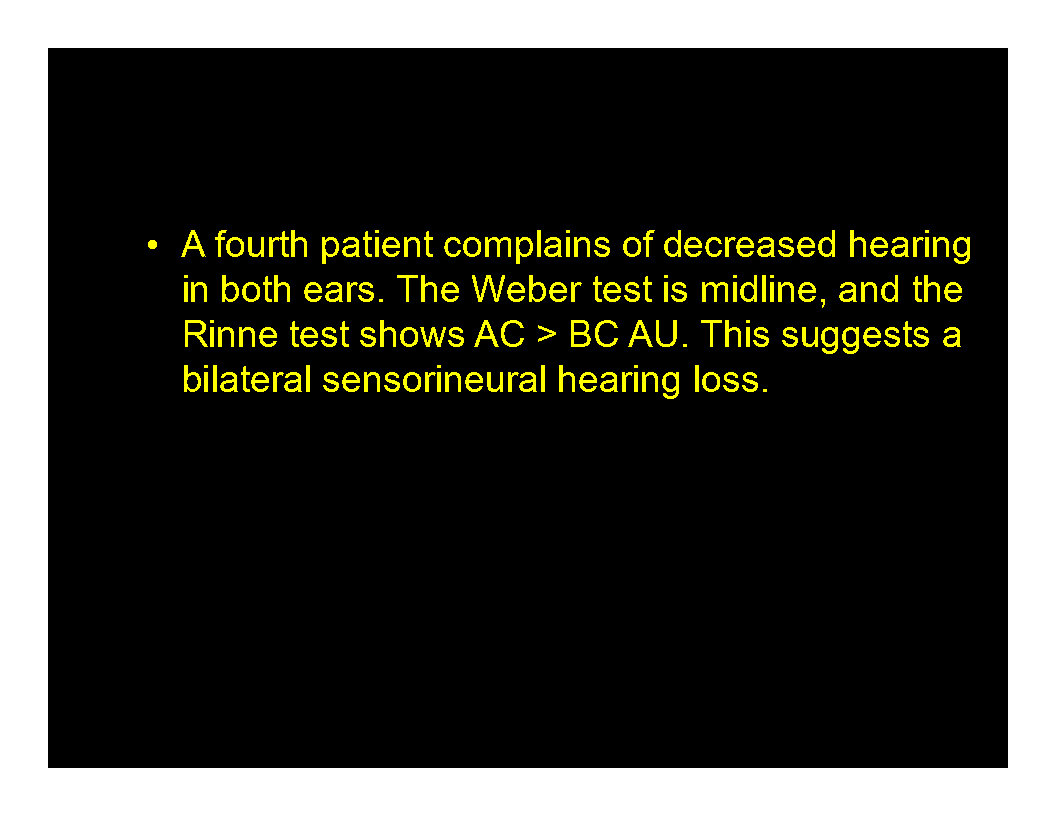 • A fourth patient complains of decreased hearing
in both ears. The Weber test is midline, and the
Rinne test shows AC > BC AU. This suggests a
bilateral sensorineural hearing loss.